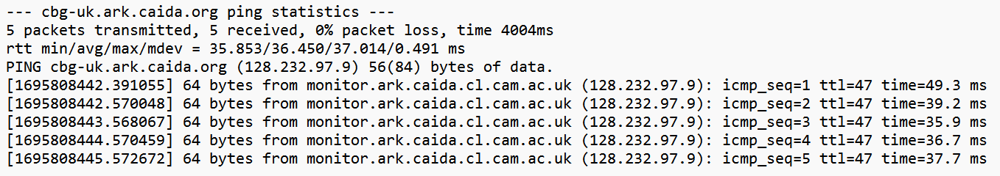 --- cbg-uk.ark.caida.org ping statistics ---
5 packets transmitted, 5 received, 0% packet loss, time 4004ms
rtt min/avg/max/mdev = 35.853/36.450/37.014/0.491 ms
PING cbg-uk.ark.caida.org (128.232.97.9) 56(84) bytes of data.
[1695808442.391055] 64 bytes from monitor.ark.caida.cl.cam.ac.uk (128.232.97.9): icmp_seq=1 ttl=47 time=49.3 ms
[1695808442.570048] 64 bytes from monitor.ark.caida.cl.cam.ac.uk (128.232.97.9): icmp_seq=2 ttl=47 time=39.2 ms
[1695808443.568067] 64 bytes from monitor.ark.caida.cl.cam.ac.uk (128.232.97.9): icmp_seq=3 ttl=47 time=35.9 ms
[1695808444.570459] 64 bytes from monitor.ark.caida.cl.cam.ac.uk (128.232.97.9): icmp_seq=4 ttl=47 time=36.7 ms
[1695808445.572672] 64 bytes from monitor.ark.caida.cl.cam.ac.uk (128.232.97.9): icmp_seq=5 ttl=47 time=37.7 ms